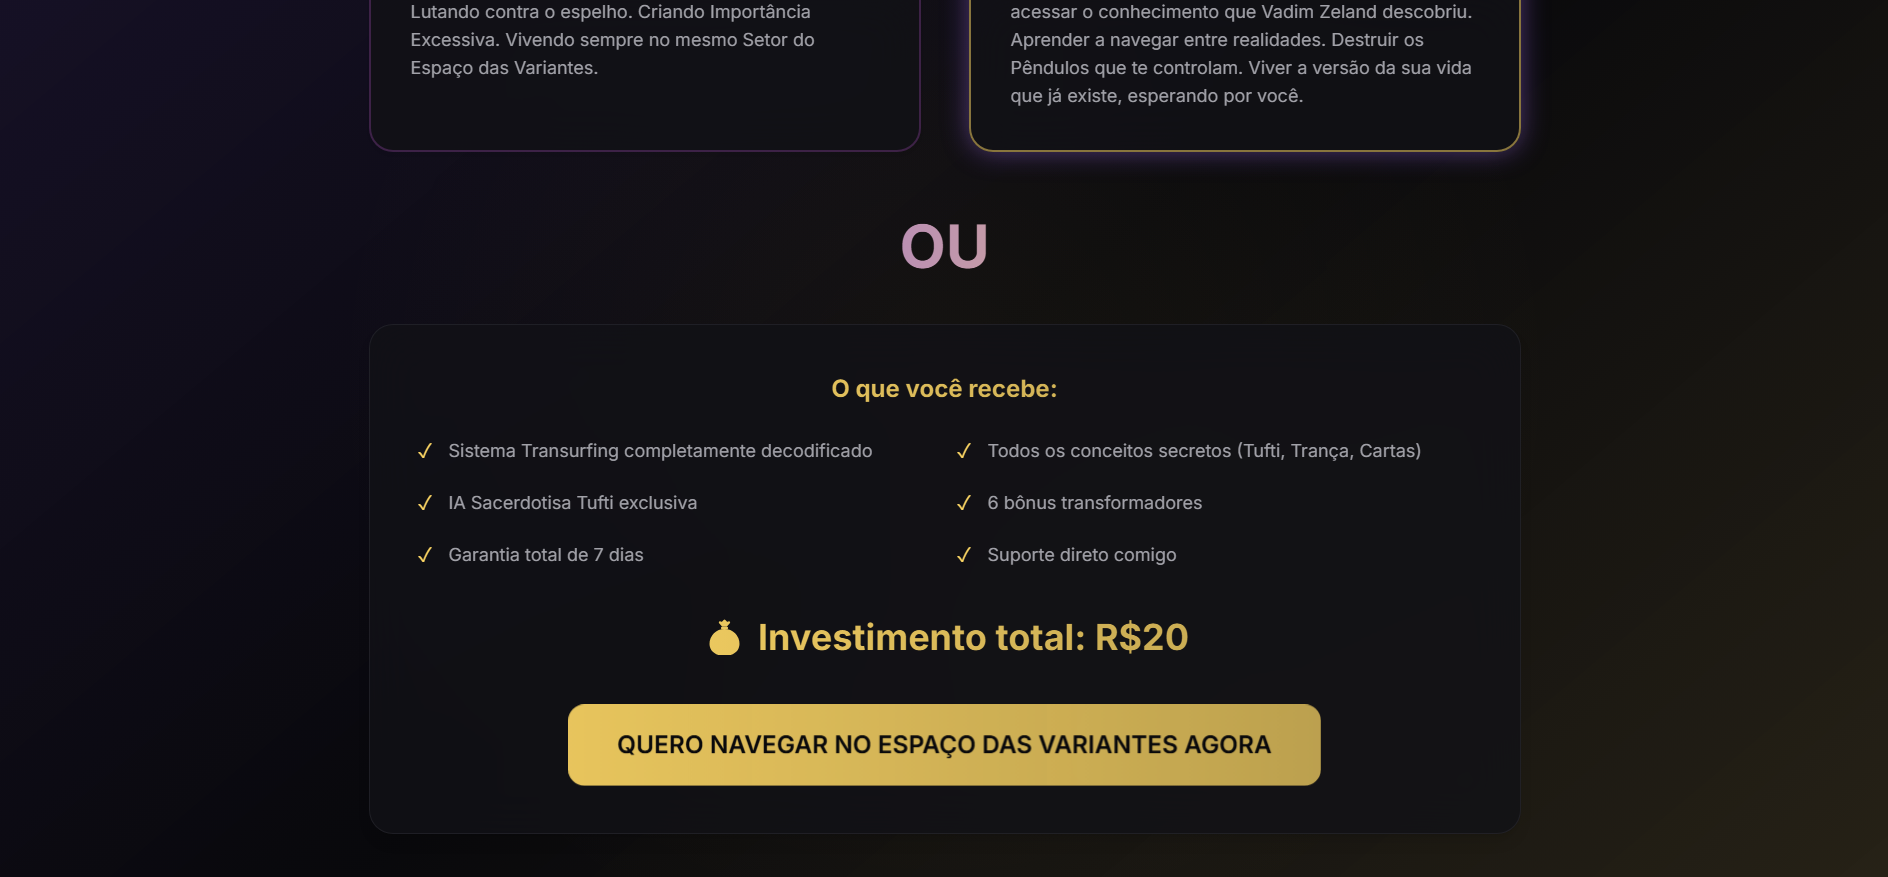 Lutando contra o espelho. Criando Importância
Excessiva. Vivendo sempre no mesmo Setor do
Espaço das Variantes.
acessar o conhecimento que Vadim Zeland descobriu.
Aprender a navegar entre realidades. Destruir os
Pêndulos que te controlam. Viver a versão da sua vida
que já existe, esperando por você.
OU
O que você recebe:
✓ Sistema Transurfing completamente decodificado
✓ Todos os conceitos secretos (Tufti, Trança, Cartas)
✓ IA Sacerdotisa Tufti exclusiva
✓ 6 bônus transformadores
✓ Garantia total de 7 dias
✓ Suporte direto comigo
Investimento total: R$20
QUERO NAVEGAR NO ESPAÇO DAS VARIANTES AGORA